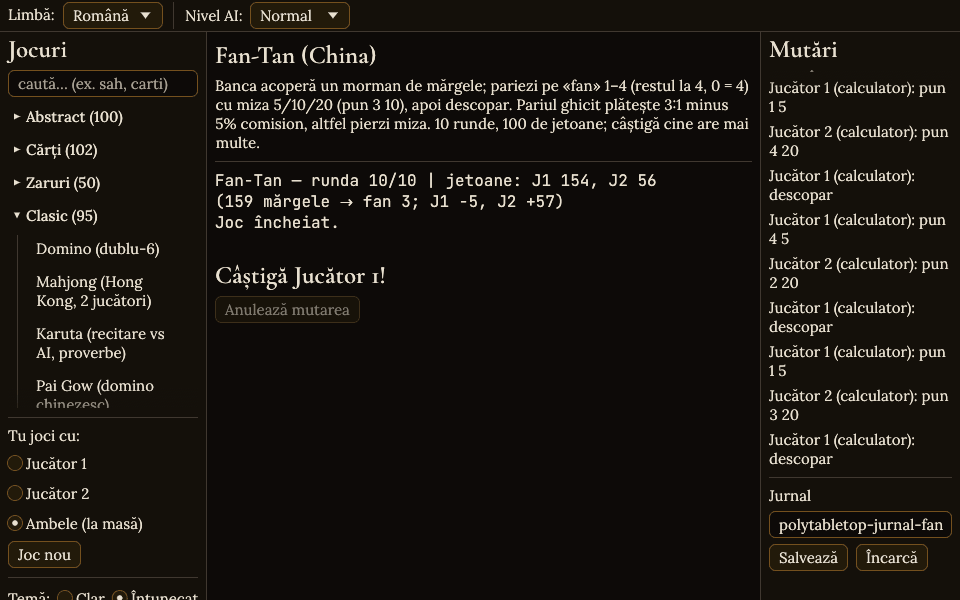 Limbă: Română ▼ Nivel AI: Normal ▼
Jocuri
caută... (ex. sah, carti)
▸ Abstract (100)
▸ Cărți (102)
▸ Zaruri (50)
▾ Clasic (95)
Domino (dublu-6)
Mahjong (Hong
Kong, 2 jucători)
Karuta (recitare vs
AI, proverbe)
Pai Gow (domino
chinezesc)
Tu joci cu:
Jucător 1
Jucător 2
Ambele (la masă)
Joc nou
Temă: Clar Întunecat
Fan-Tan (China)
Banca acoperă un morman de mărgele; pariezi pe «fan» 1–4 (restul la 4, 0 = 4)
cu miza 5/10/20 (pun 3 10), apoi descopar. Pariul ghicit plătește 3:1 minus
5% comision, altfel pierzi miza. 10 runde, 100 de jetoane; câștigă cine are mai
multe.
Fan-Tan — runda 10/10 | jetoane: J1 154, J2 56
(159 mărgele → fan 3; J1 -5, J2 +57)
Joc încheiat.
Câștigă Jucător 1!
Anulează mutarea
Mutări
Jucător 1 (calculator): pun
1 5
Jucător 2 (calculator): pun
4 20
Jucător 1 (calculator):
descopar
Jucător 1 (calculator): pun
4 5
Jucător 2 (calculator): pun
2 20
Jucător 1 (calculator):
descopar
Jucător 1 (calculator): pun
1 5
Jucător 2 (calculator): pun
3 20
Jucător 1 (calculator):
descopar
Jurnal
polytabletop-jurnal-fan
Salvează Încarcă